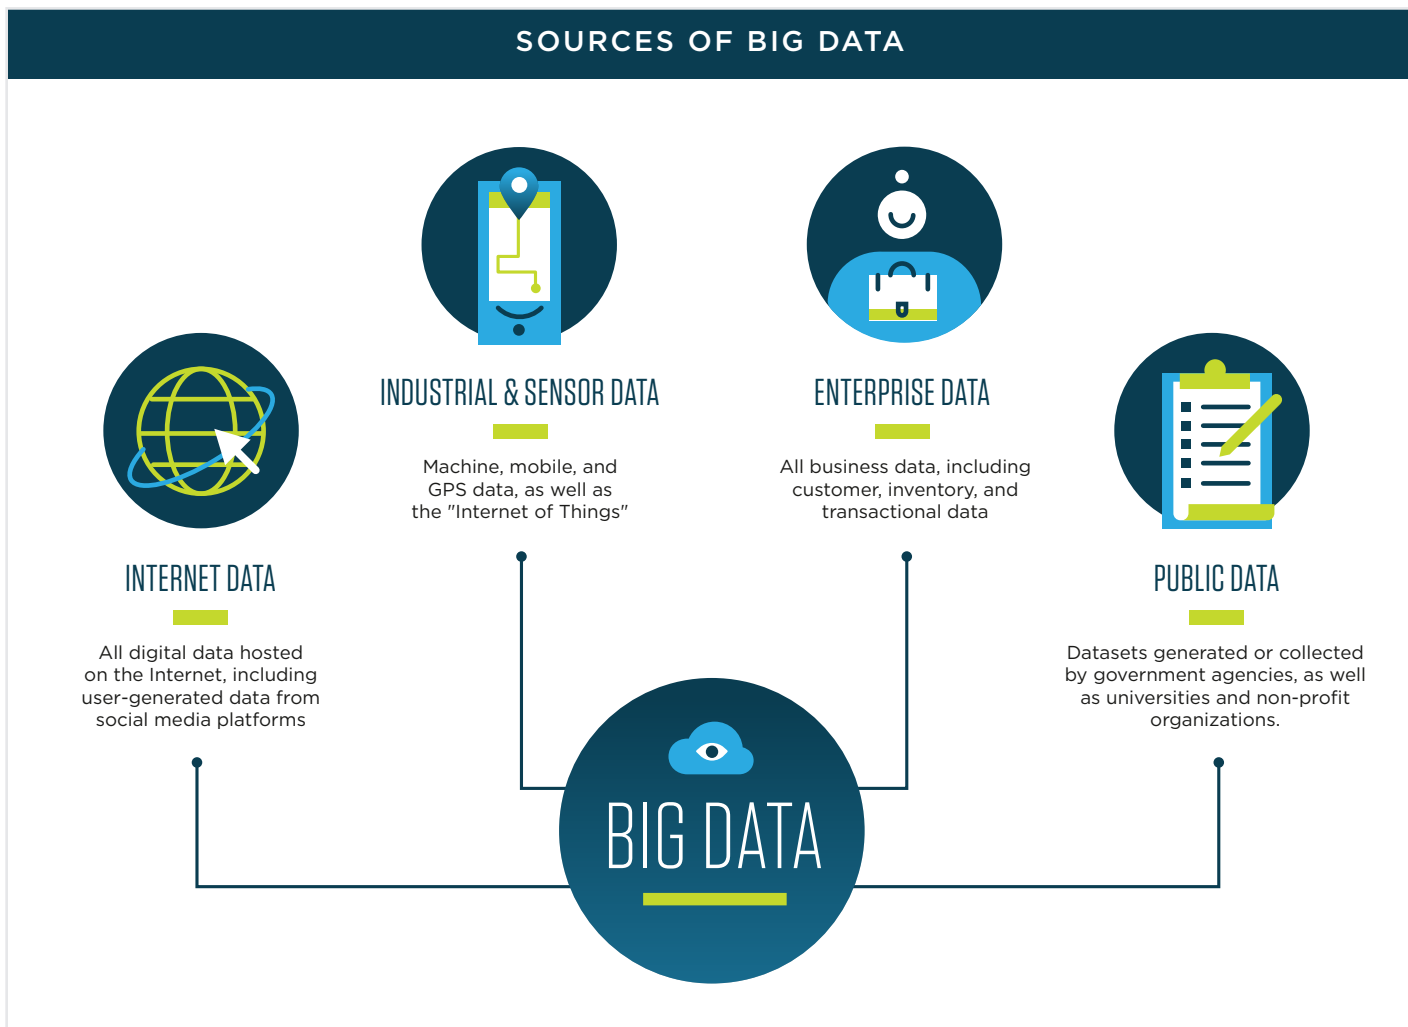 SOURCES OF BIG DATA
INDUSTRIAL & SENSOR DATA
Machine, mobile, and
GPS data, as well as
the "Internet of Things"
ENTERPRISE DATA
All business data, including
customer, inventory, and
transactional data
INTERNET DATA
All digital data hosted
on the Internet, including
user-generated data from
social media platforms
PUBLIC DATA
Datasets generated or collected
by government agencies, as well
as universities and non-profit
organizations.
BIG DATA